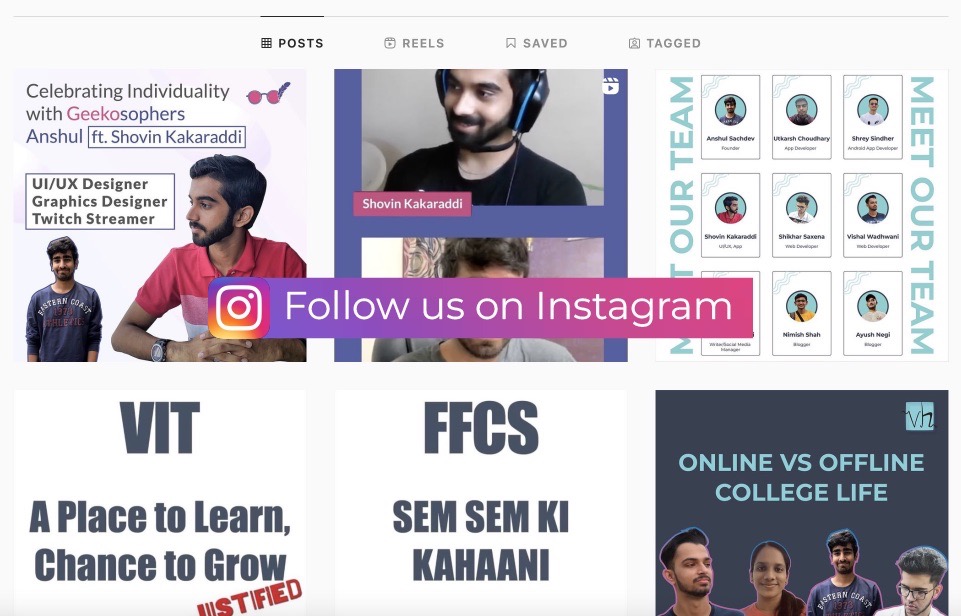 POSTS
REELS
SAVED
TAGGED
Celebrating Individuality
with Geekosophers
Anshul ft. Shovin Kakaraddi
UI/UX Designer
Graphics Designer
Twitch Streamer
EASTERN COAST
1972
ATHLETIC
Shovin Kakaraddi
MEET OUR TEAM
Anshul Sachdev
Founder
Utkarsh Choudhary
App Developer
Shrey Sindher
Android App Developer
Shovin Kakaraddi
UI/UX, App
Shikhar Saxena
Web Developer
Vishal Wadhwani
Web Developer
Writer/Social Media
Manager
Nimish Shah
Blogger
Ayush Negi
Blogger
MEET OUR TEAM
Follow us on Instagram
VIT
A Place to Learn,
Chance to Grow
JUSTIFIED
FFCS
SEM SEM KI
KAHAANI
vh
ONLINE VS OFFLINE
COLLEGE LIFE
EASTERN COAST